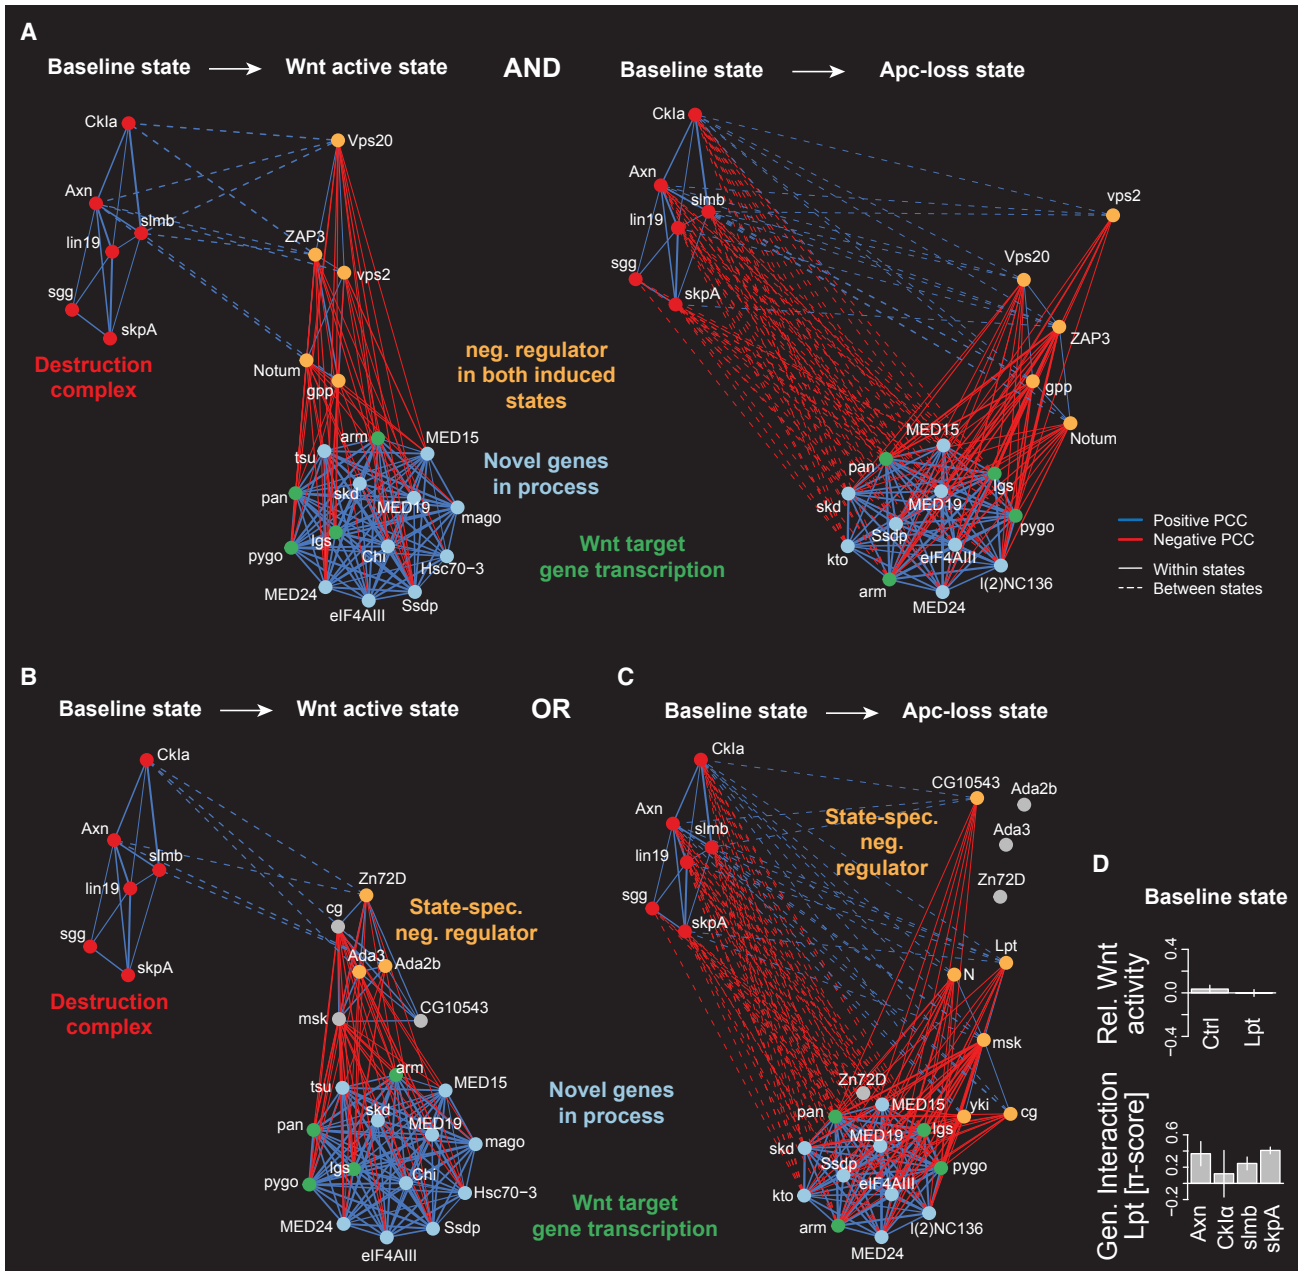 A
Baseline state
Wnt active state
AND
Baseline state
Apc-loss state
CkIa
Vps20
Axn
slmb
lin19
ZAP3
vps2
sgg
skpA
Destruction
complex
Notum
gpp
neg. regulator
in both induced
states
arm
MED15
tsu
Novel genes
in process
pan
skd
MED19
mago
pygo
lgs
Chi
Hsc70−3
Wnt target
gene transcription
MED24
Ssdp
eIF4AIII
CkIa
Axn
slmb
lin19
sgg
skpA
vps2
Vps20
ZAP3
gpp
Notum
MED15
pan
lgs
skd
MED19
pygo
Ssdp
kto
eIF4AIII
l(2)NC136
arm
MED24
Positive PCC
Negative PCC
Within states
Between states
B
Baseline state
Wnt active state
OR
CkIa
Axn
slmb
lin19
sgg
skpA
Destruction
complex
Zn72D
cg
State-spec.
neg. regulator
Ada3
Ada2b
msk
CG10543
arm
tsu
MED15
Novel genes
in process
skd
MED19
pan
mago
lgs
Chi
pygo
Hsc70−3
Wnt target
gene transcription
MED24
Ssdp
eIF4AIII
C
Baseline state
Apc-loss state
CkIa
CG10543
Ada2b
Axn
slmb
State-spec.
neg.
regulator
Ada3
lin19
Zn72D
sgg
skpA
Lpt
N
msk
Zn72D
MED15
yki
cg
pan
lgs
MED19
skd
Ssdp
pygo
kto
eIF4AIII
l(2)NC136
arm
MED24
D
Baseline state
Rel. Wnt
activity
0.4
0.0
−0.4
Ctrl
Lpt
Gen. Interaction
Lpt [π-score]
0.6
0.2
−0.2
Axn
CkIα
slmb
skpA